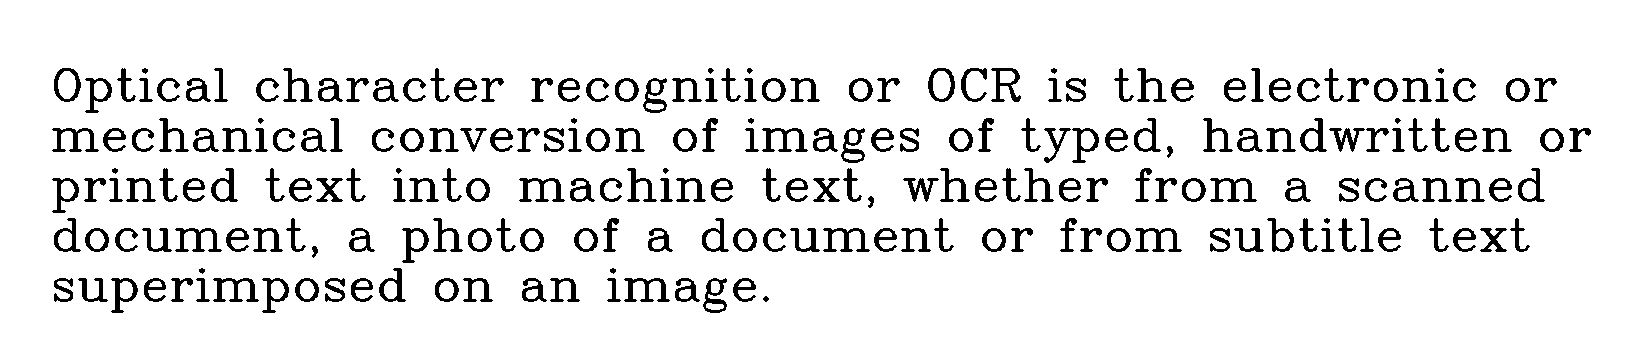 Optical character recognition or OCR is the electronic or
mechanical conversion of images of typed, handwritten or
printed text into machine text, whether from a scanned
document, a photo of a document or from subtitle text
superimposed on an image.